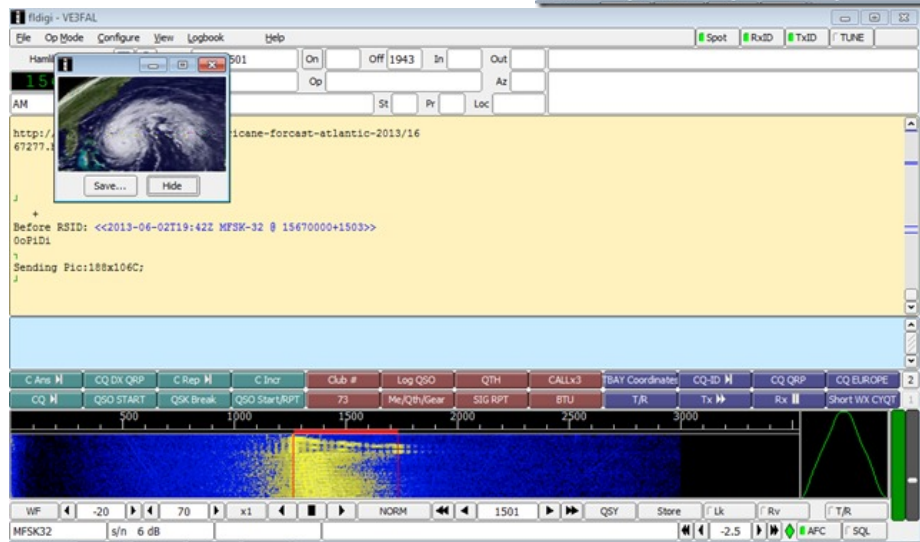 fldigi - VE3FAL
File Op Mode Configure View Logbook Help Spot RxID TxID TUNE
501 On Off 1943 In Out
Op Az
AM St Pr Loc
http:/ icane-forcast-atlantic-2013/16
67277.
Save... Hide
+
Before RSID: <<2013-06-02T19:42Z MFSK-32 @ 15670000+1503>>
0oPiDi
Sending Pic:188x106C;
C Ans CQ DX QRP C Rep C Incr Club # Log QSO QTH CALLx3 TBAY Coordinates CQ-ID CQ QRP CQ EUROPE 2
CQ QSO START QSK Break QSO Start/RPT 73 Me/Qth/Gear SIG RPT BTU T/R Tx Rx Short WX CYQT 1
500 1000 1500 2000 2500 3000
WF -20 70 x1 NORM 1501 QSY Store Lk Rv T/R
MFSK32 s/n 6 dB -2.5 AFC SQL